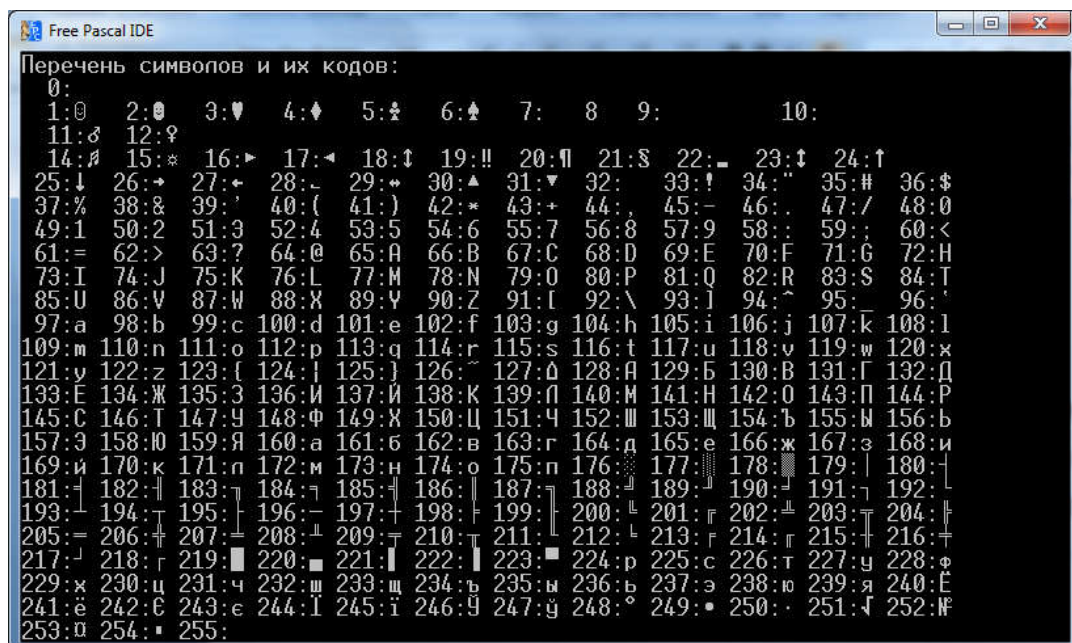 Free Pascal IDE
Перечень символов и их кодов:
0:
1:☺ 2:☻ 3:♥ 4:♦ 5:♣ 6:♠ 7: 8 9: 10:
11:♂ 12:♀
14:♫ 15:☼ 16:► 17:◄ 18:↕ 19:‼ 20:¶ 21:§ 22:▬ 23:↨ 24:↑
25:↓ 26:→ 27:← 28:∟ 29:↔ 30:▲ 31:▼ 32: 33:! 34:" 35:# 36:$
37:% 38:& 39:' 40:( 41:) 42:* 43:+ 44:, 45:- 46:. 47:/ 48:0
49:1 50:2 51:3 52:4 53:5 54:6 55:7 56:8 57:9 58:: 59:; 60:<
61:= 62:> 63:? 64:@ 65:A 66:B 67:C 68:D 69:E 70:F 71:G 72:H
73:I 74:J 75:K 76:L 77:M 78:N 79:O 80:P 81:Q 82:R 83:S 84:T
85:U 86:V 87:W 88:X 89:Y 90:Z 91:[ 92:\ 93:] 94:^ 95:_ 96:`
97:a 98:b 99:c 100:d 101:e 102:f 103:g 104:h 105:i 106:j 107:k 108:l
109:m 110:n 111:o 112:p 113:q 114:r 115:s 116:t 117:u 118:v 119:w 120:x
121:y 122:z 123:{ 124:¦ 125:} 126:~ 127:⌂ 128:А 129:Б 130:В 131:Г 132:Д
133:Е 134:Ж 135:З 136:И 137:Й 138:К 139:Л 140:М 141:Н 142:О 143:П 144:Р
145:С 146:Т 147:У 148:Ф 149:Х 150:Ц 151:Ч 152:Ш 153:Щ 154:Ъ 155:Ы 156:Ь
157:Э 158:Ю 159:Я 160:а 161:б 162:в 163:г 164:д 165:е 166:ж 167:з 168:и
169:й 170:к 171:л 172:м 173:н 174:о 175:п 176:░ 177:▒ 178:▓ 179:│ 180:┤
181:╡ 182:╢ 183:╖ 184:╕ 185:╣ 186:║ 187:╗ 188:╝ 189:╜ 190:╛ 191:┐ 192:└
193:┴ 194:┬ 195:├ 196:─ 197:┼ 198:╞ 199:╟ 200:╚ 201:╔ 202:╩ 203:╦ 204:╠
205:═ 206:╬ 207:╧ 208:╨ 209:╤ 210:╥ 211:╙ 212:╘ 213:╒ 214:╓ 215:╫ 216:╪
217:┘ 218:┌ 219:█ 220:▄ 221:▌ 222:▐ 223:▀ 224:р 225:с 226:т 227:у 228:ф
229:х 230:ц 231:ч 232:ш 233:щ 234:ъ 235:ы 236:ь 237:э 238:ю 239:я 240:Ё
241:ё 242:Є 243:є 244:Ї 245:ї 246:Ў 247:ў 248:° 249:∙ 250:· 251:√ 252:№
253:¤ 254:■ 255: